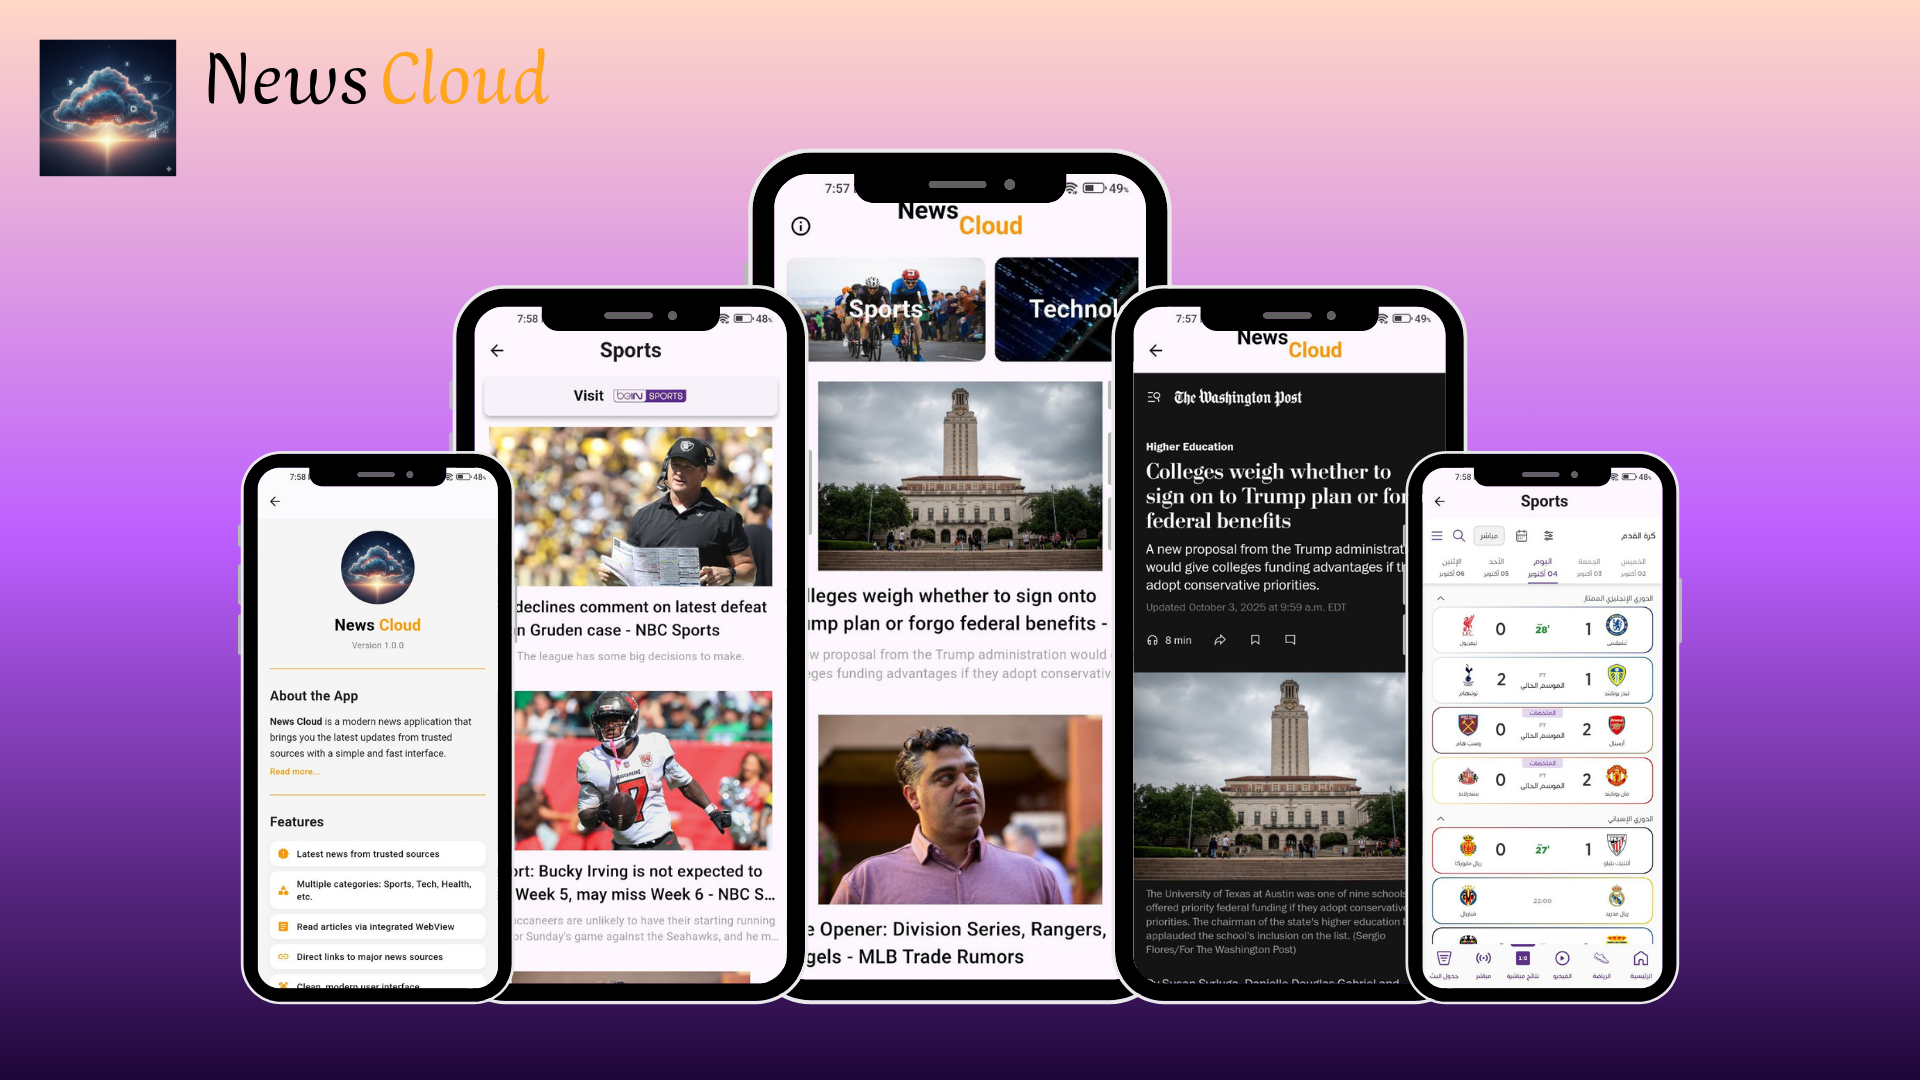 News Cloud
7:57
49%
News
Cloud
Sports
Technol
lleges weigh whether to sign onto
mp plan or forgo federal benefits -
w proposal from the Trump administration would
ges funding advantages if they adopt conservativ
Opener: Division Series, Rangers,
gels - MLB Trade Rumors
7:58
48%
Sports
Visit beIN SPORTS
declines comment on latest defeat
n Gruden case - NBC Sports
The league has some big decisions to make.
BUCCANEERS
7
ort: Bucky Irving is not expected to
Week 5, may miss Week 6 - NBC S...
uccaneers are unlikely to have their starting running
or Sunday's game against the Seahawks, and he m...
7:57
49%
News
Cloud
The Washington Post
Higher Education
Colleges weigh whether to
sign on to Trump plan or for
federal benefits
A new proposal from the Trump administrat
would give colleges funding advantages if th
adopt conservative priorities.
Updated October 3, 2025 at 9:59 a.m. EDT
8 min
The University of Texas at Austin was one of nine schools
offered priority federal funding if they adopt conservative
priorities. The chairman of the state's higher education
applauded the school's inclusion on the list. (Sergio
Flores/For The Washington Post)
By Susan Svrluga, Danielle Douglas-Gabriel and
7:58
48%
News Cloud
Version 1.0.0
About the App
News Cloud is a modern news application that
brings you the latest updates from trusted
sources with a simple and fast interface.
Read more...
Features
Latest news from trusted sources
Multiple categories: Sports, Tech, Health,
etc.
Read articles via integrated WebView
Direct links to major news sources
Clean, modern user interface
7:58
48%
Sports
كرة القدم
مباشر
الخميس الجمعة اليوم الأحد الإثنين
02 أكتوبر 03 أكتوبر 04 أكتوبر 05 أكتوبر 06 أكتوبر
الدوري الإنجليزي الممتاز
0 28' 1
ليفربول تشيلسي
FT
2 الموسم الحالي 1
توتنهام ليدز يونايتد
الملخصات
FT
0 الموسم الحالي 2
وست هام أرسنال
الملخصات
FT
0 الموسم الحالي 2
سندرلاند مان يونايتد
الدوري الإسباني
0 27' 1
ريال مايوركا أتلتيك بلباو
22:00
فياريال ريال مدريد
الرئيسية الرياضة الفيديو نتائج مباشرة مباشر جدول البث